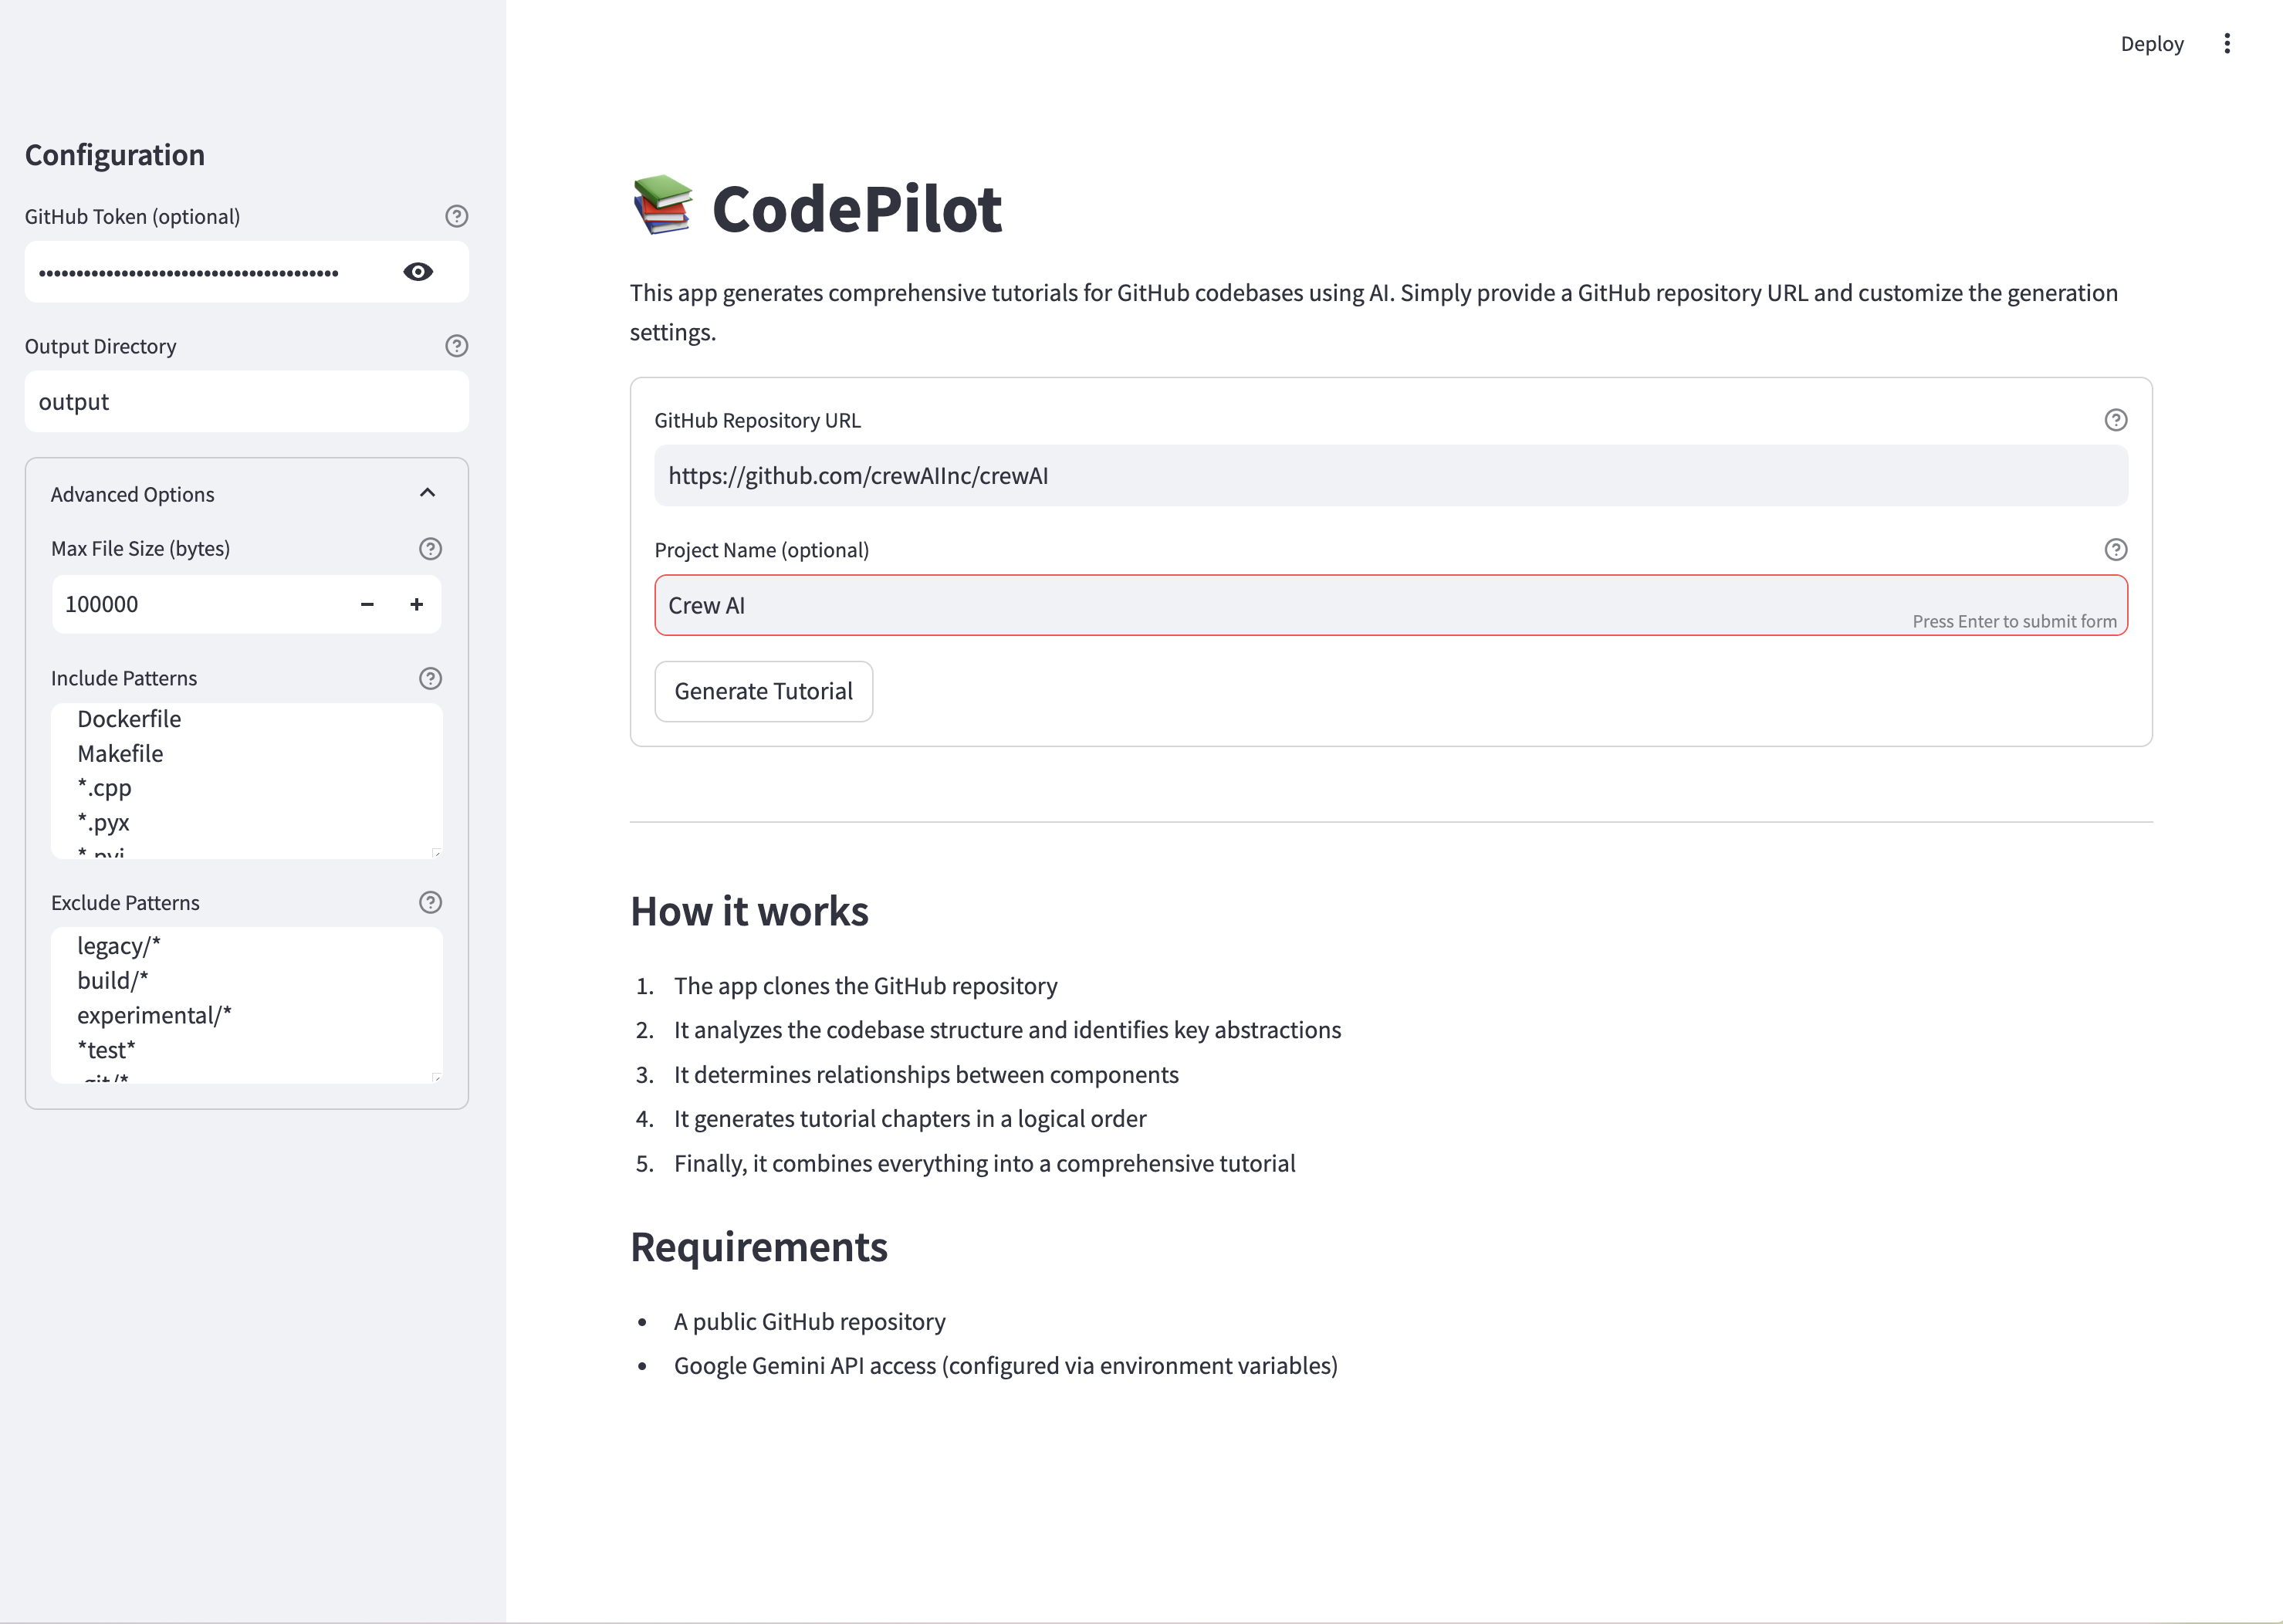 Deploy
Configuration
GitHub Token (optional)
Output Directory
output
Advanced Options
Max File Size (bytes)
100000
Include Patterns
Dockerfile
Makefile
*.cpp
*.pyx
Exclude Patterns
legacy/*
build/*
experimental/*
*test*
CodePilot
This app generates comprehensive tutorials for GitHub codebases using AI. Simply provide a GitHub repository URL and customize the generation
settings.
GitHub Repository URL
https://github.com/crewAIInc/crewAI
Project Name (optional)
Crew AI
Press Enter to submit form
Generate Tutorial
How it works
1. The app clones the GitHub repository
2. It analyzes the codebase structure and identifies key abstractions
3. It determines relationships between components
4. It generates tutorial chapters in a logical order
5. Finally, it combines everything into a comprehensive tutorial
Requirements
• A public GitHub repository
• Google Gemini API access (configured via environment variables)